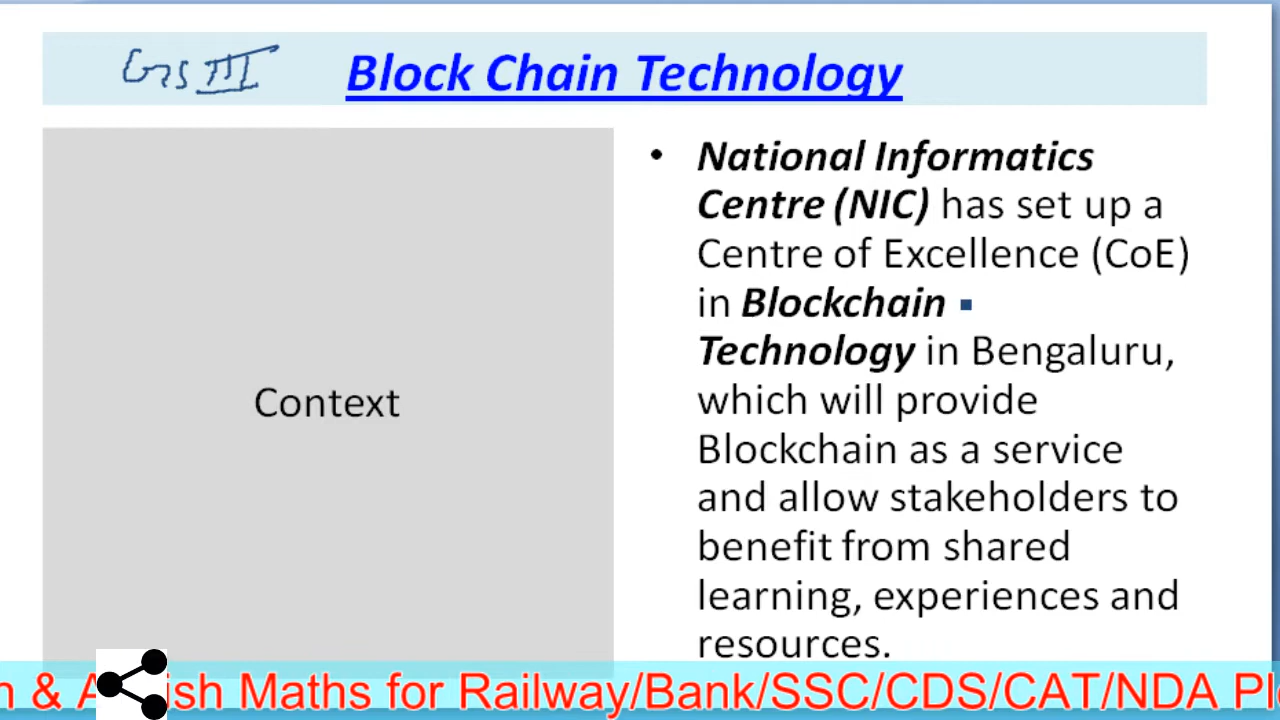 GS III
Block Chain Technology
Context
• National Informatics
Centre (NIC) has set up a
Centre of Excellence (CoE)
in Blockchain
Technology in Bengaluru,
which will provide
Blockchain as a service
and allow stakeholders to
benefit from shared
learning, experiences and
resources.
& ish Maths for Railway/Bank/SSC/CDS/CAT/NDA